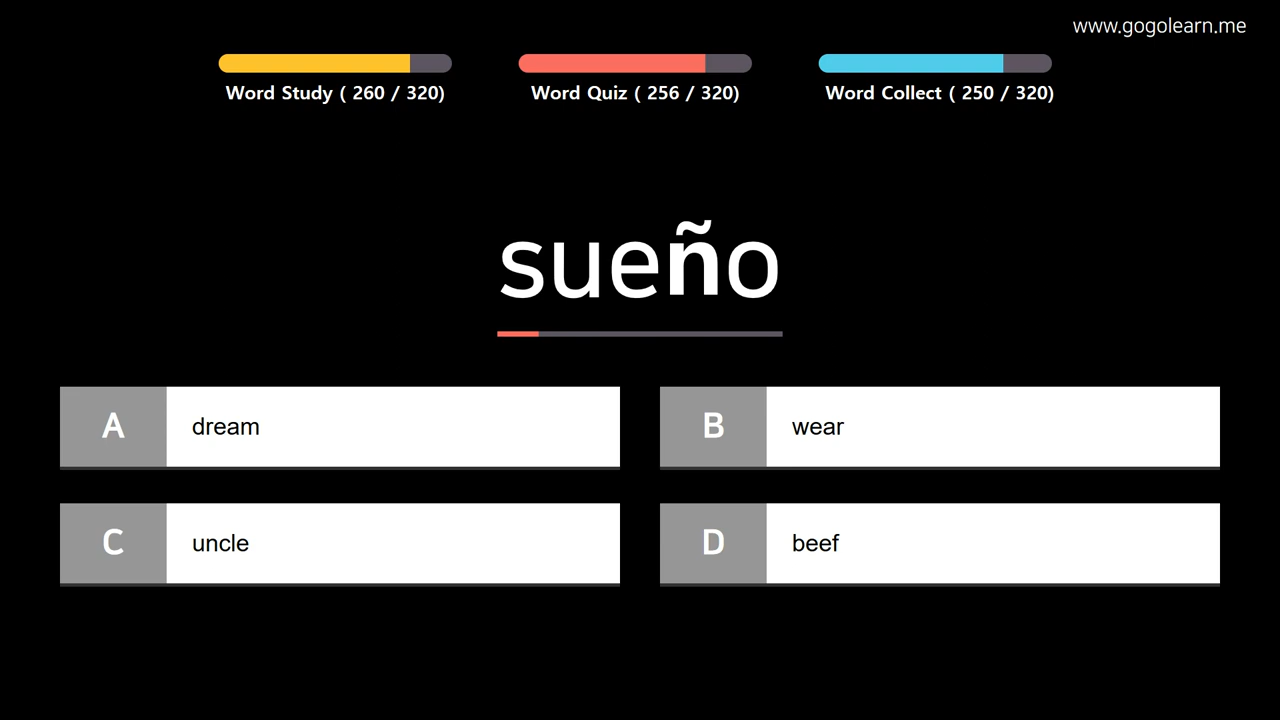 www.gogolearn.me
Word Study ( 260 / 320)
Word Quiz ( 256 / 320)
Word Collect ( 250 / 320)
sueño
A dream
B wear
C uncle
D beef